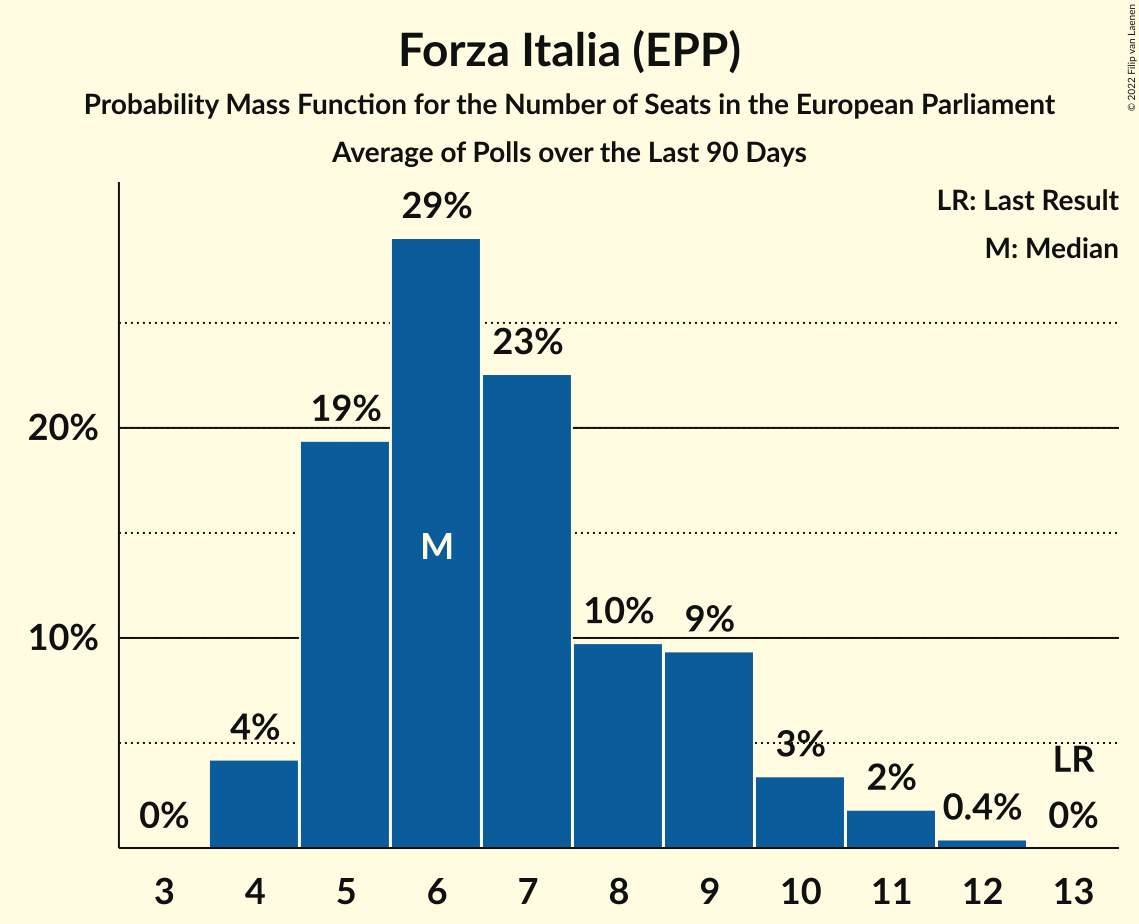 Forza Italia (EPP)
Probability Mass Function for the Number of Seats in the European Parliament
Average of Polls over the Last 90 Days
© 2022 Filip van Laenen
LR: Last Result
M: Median
29%
23%
19%
20%
M
10%
9%
10%
4%
3%
LR
2%
0%
0.4%
0%
3 4 5 6 7 8 9 10 11 12 13